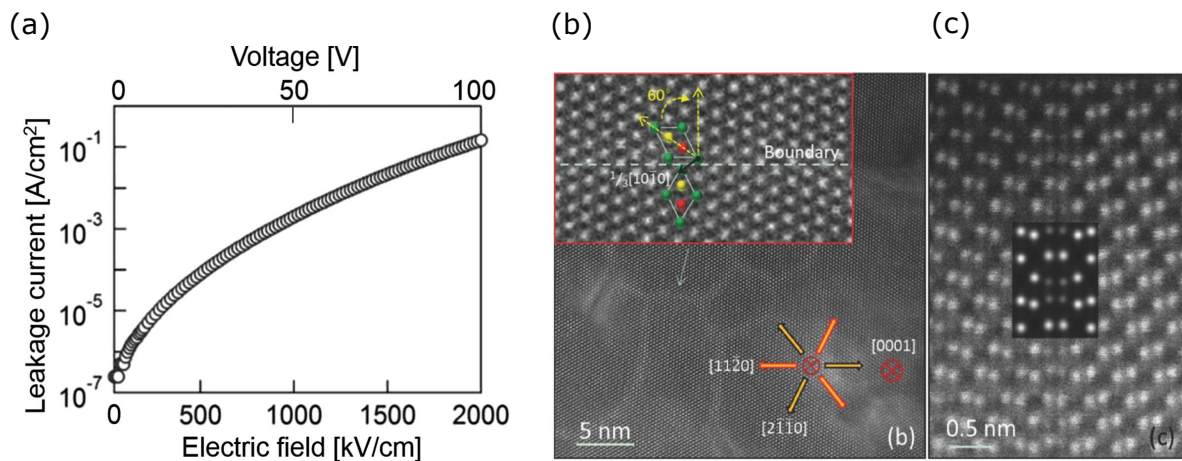 (a)
Voltage [V]
0 50 100
Leakage current [A/cm²]
10⁻¹
10⁻³
10⁻⁵
10⁻⁷
0 500 1000 1500 2000
Electric field [kV/cm]
(b)
60°
Boundary
⅓[101̅0]
[112̅0]
[0001]
[21̅1̅0]
5 nm
(b)
(c)
0.5 nm
(c)